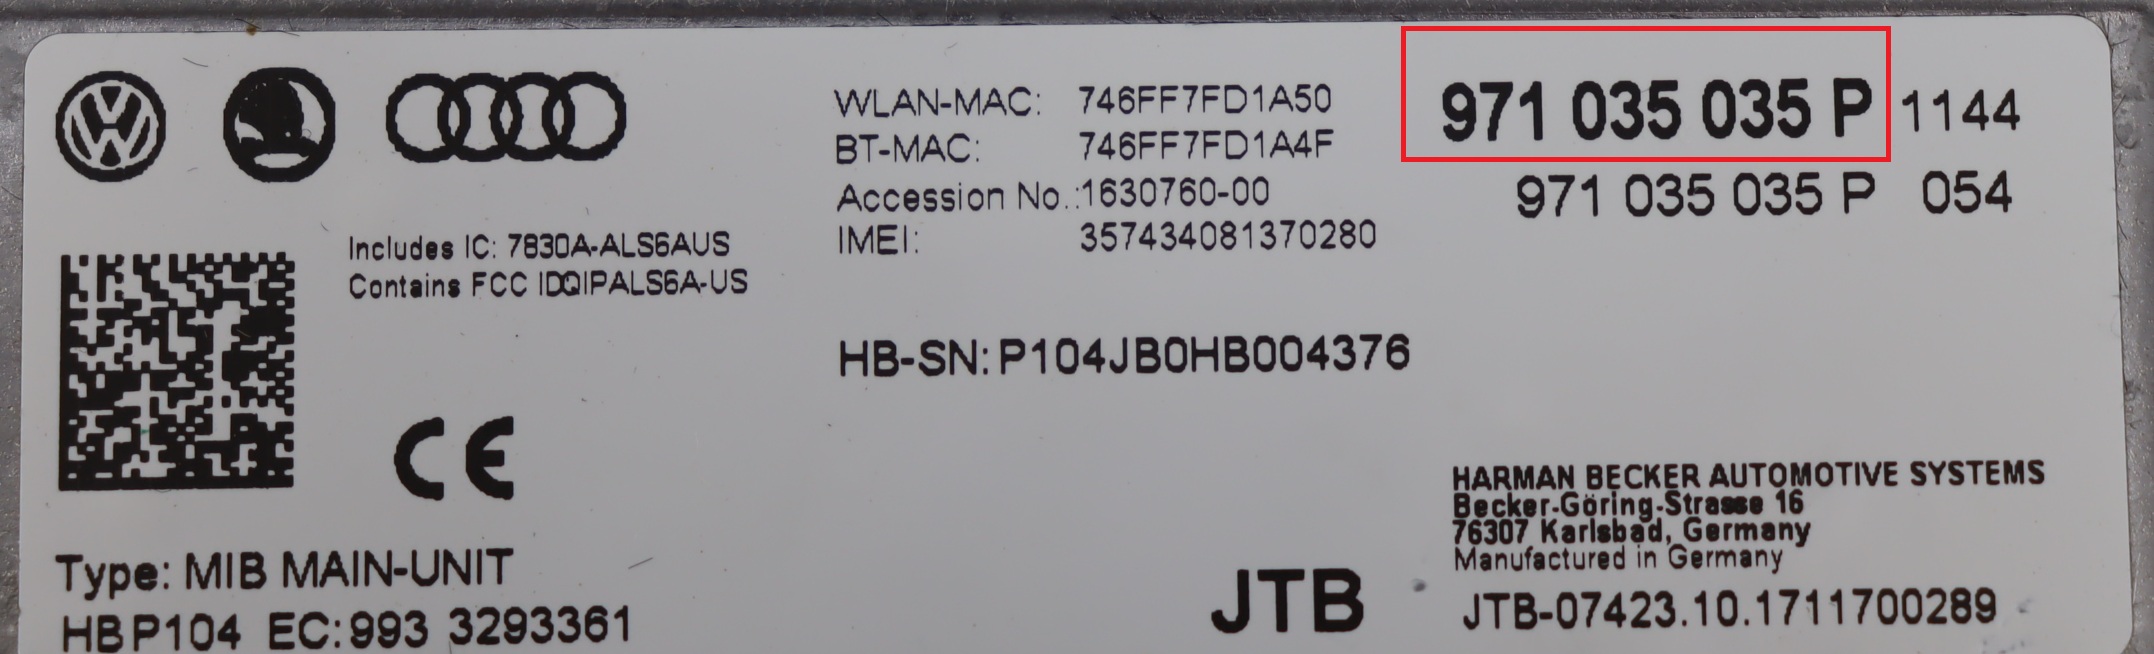 WLAN-MAC: 746FF7FD1A50
BT-MAC: 746FF7FD1A4F
Accession No.:1630760-00
IMEI: 357434081370280
971 035 035 P 1144
971 035 035 P 054
Includes IC: 7830A-ALS6AUS
Contains FCC IDQIPALS6A-US
HB-SN: P104JB0HB004376
CE
HARMAN BECKER AUTOMOTIVE SYSTEMS
Becker-Göring-Strasse 16
76307 Karlsbad, Germany
Manufactured in Germany
Type: MIB MAIN-UNIT
HBP104 EC:993 3293361
JTB
JTB-07423.10.1711700289